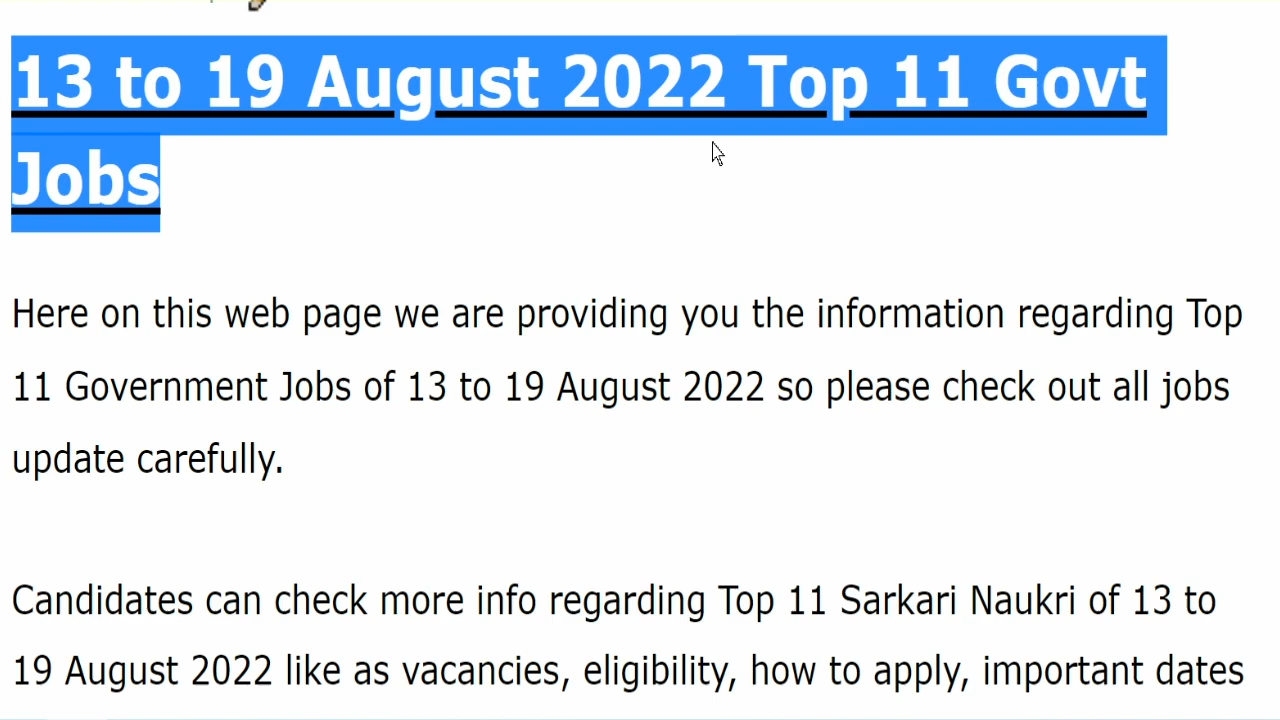 13 to 19 August 2022 Top 11 Govt
Jobs
Here on this web page we are providing you the information regarding Top
11 Government Jobs of 13 to 19 August 2022 so please check out all jobs
update carefully.
Candidates can check more info regarding Top 11 Sarkari Naukri of 13 to
19 August 2022 like as vacancies, eligibility, how to apply, important dates